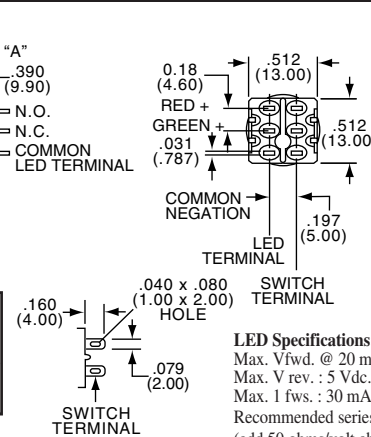 "A"
.390
(9.90)
N.O.
N.C.
COMMON
LED TERMINAL
0.18
(4.60)
RED +
GREEN +
.031
(.787)
COMMON
NEGATION
.512
(13.00)
.512
(13.00)
.197
(5.00)
LED
TERMINAL
SWITCH
TERMINAL
.160
(4.00)
.040 x .080
(1.00 x 2.00)
HOLE
.079
(2.00)
SWITCH
TERMINAL
LED Specifications
Max. Vfwd. @ 20 m
Max. V rev. : 5 Vdc.
Max. 1 fws. : 30 mA
Recommended series